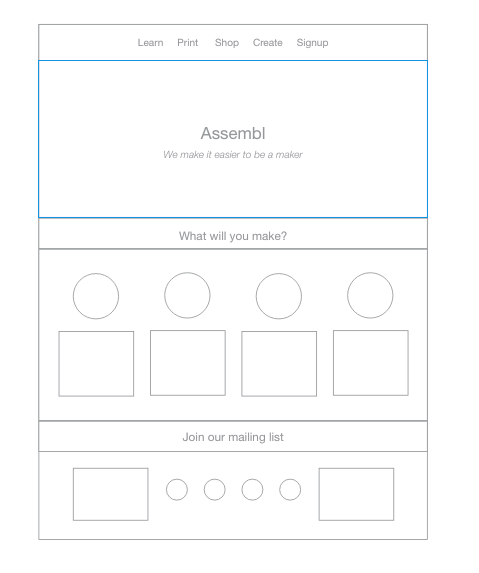 Learn Print Shop Create Signup
Assembl
We make it easier to be a maker
What will you make?
Join our mailing list